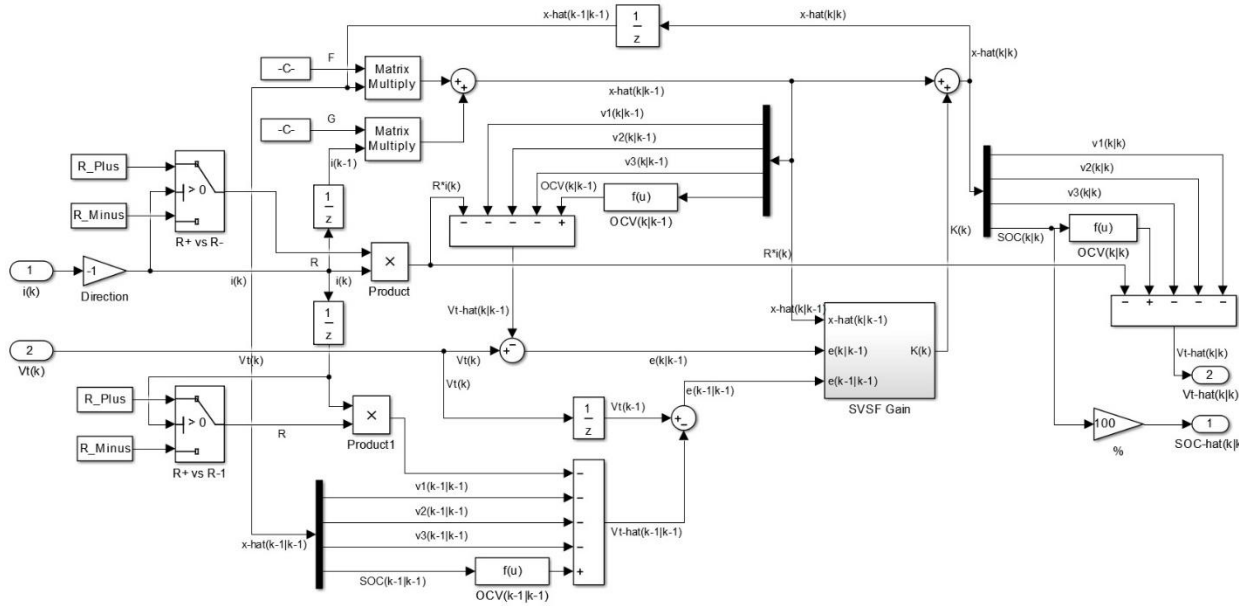 x-hat(k-1|k-1)
1
z
x-hat(k|k)
x-hat(k|k)
-C-
F
Matrix
Multiply
+
+
x-hat(k|k-1)
+
+
-C-
G
Matrix
Multiply
i(k-1)
v1(k|k-1)
v2(k|k-1)
v3(k|k-1)
OCV(k|k-1)
f(u)
OCV(k|k-1)
R_Plus
> 0
R_Minus
R+ vs R-
1
z
R*i(k)
− − − − +
v1(k|k)
v2(k|k)
v3(k|k)
SOC(k|k)
f(u)
OCV(k|k)
K(k)
1
i(k)
-1
Direction
i(k)
R
i(k)
×
Product
R*i(k)
− + − − −
1
z
Vt-hat(k|k-1)
x-hat(k|k-1)
x-hat(k|k-1)
e(k|k-1)
e(k-1|k-1)
K(k)
SVSF Gain
2
Vt(k)
Vt(k)
Vt(k)
Vt(k)
+
−
e(k|k-1)
e(k-1|k-1)
Vt-hat(k|k)
2
Vt-hat(k|k)
R_Plus
> 0
R_Minus
R+ vs R-1
R
×
Product1
1
z
Vt(k-1)
+
−
100
%
1
SOC-hat(k|k
x-hat(k-1|k-1)
v1(k-1|k-1)
v2(k-1|k-1)
v3(k-1|k-1)
SOC(k-1|k-1)
f(u)
OCV(k-1|k-1)
−
−
−
−
+
Vt-hat(k-1|k-1)